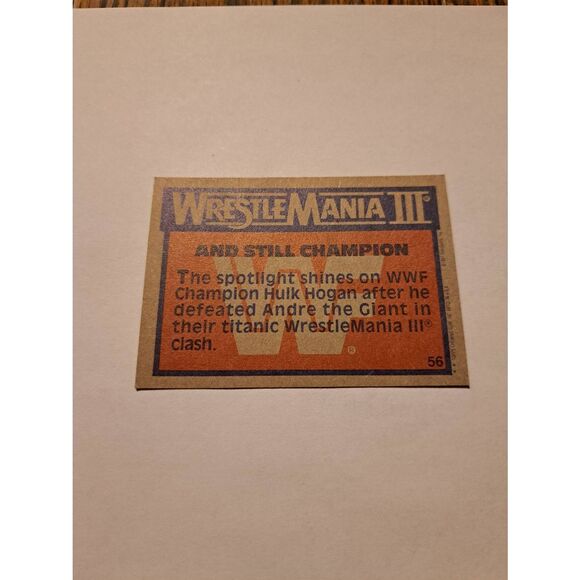 WRESTLEMANIA III®
AND STILL CHAMPION
The spotlight shines on WWF
Champion Hulk Hogan after he
defeated Andre the Giant in
their titanic WrestleMania III®
clash.
WF
®
56